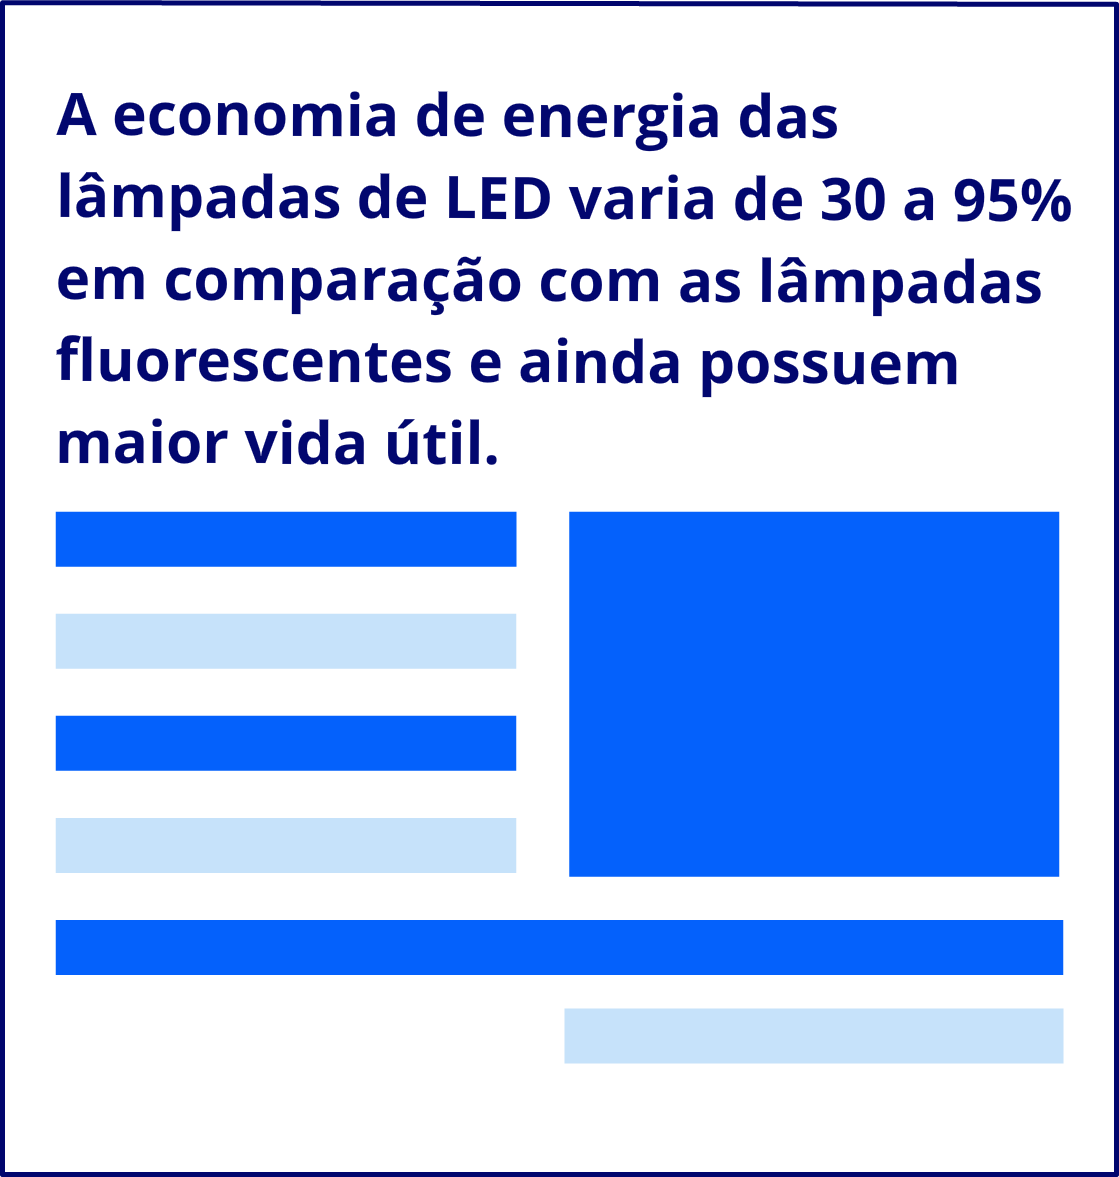 A economia de energia das
lâmpadas de LED varia de 30 a 95%
em comparação com as lâmpadas
fluorescentes e ainda possuem
maior vida útil.